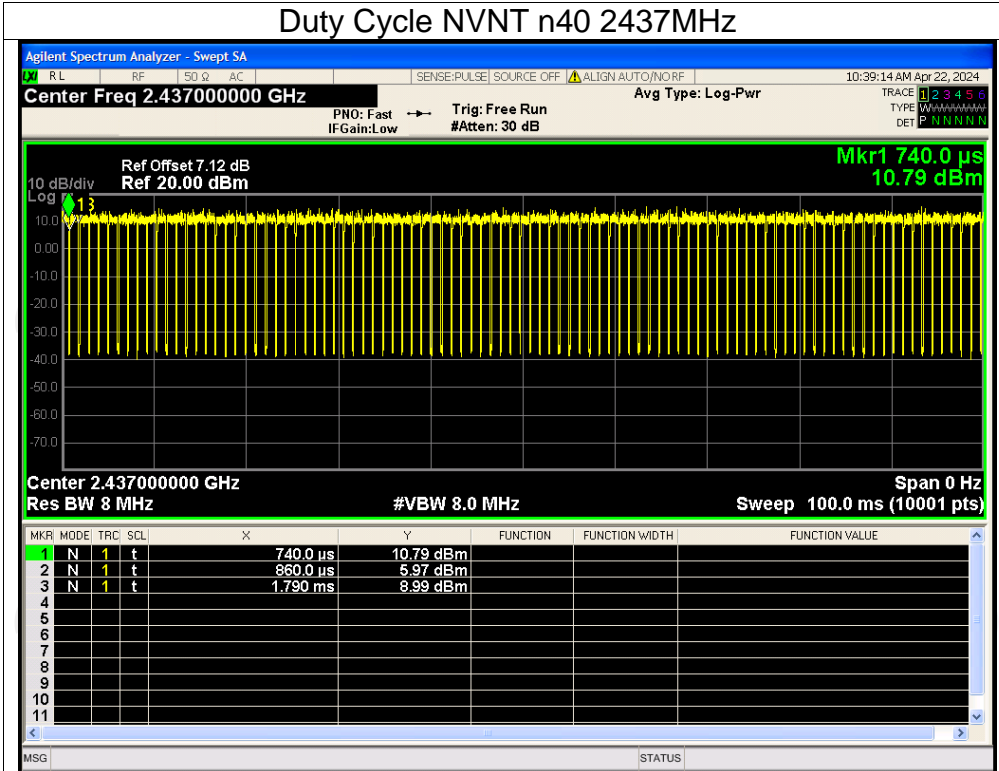 Duty Cycle NVNT n40 2437MHz
Agilent Spectrum Analyzer - Swept SA
LXI RL RF 50 Ω AC SENSE:PULSE SOURCE OFF ALIGN AUTO/NORF 10:39:14 AM Apr 22, 2024
Center Freq 2.437000000 GHz Avg Type: Log-Pwr TRACE 1 2 3 4 5 6
PNO: Fast Trig: Free Run TYPE WWWWWW
IFGain:Low #Atten: 30 dB DET P N N N N N
Mkr1 740.0 µs
Ref Offset 7.12 dB
10 dB/div Ref 20.00 dBm 10.79 dBm
Log
1 3
10.0
0.00
-10.0
-20.0
-30.0
-40.0
-50.0
-60.0
-70.0
Center 2.437000000 GHz Span 0 Hz
Res BW 8 MHz #VBW 8.0 MHz Sweep 100.0 ms (10001 pts)
MKR MODE TRC SCL X Y FUNCTION FUNCTION WIDTH FUNCTION VALUE
1 N 1 t 740.0 µs 10.79 dBm
2 N 1 t 860.0 µs 5.97 dBm
3 N 1 t 1.790 ms 8.99 dBm
4
5
6
7
8
9
10
11
MSG STATUS